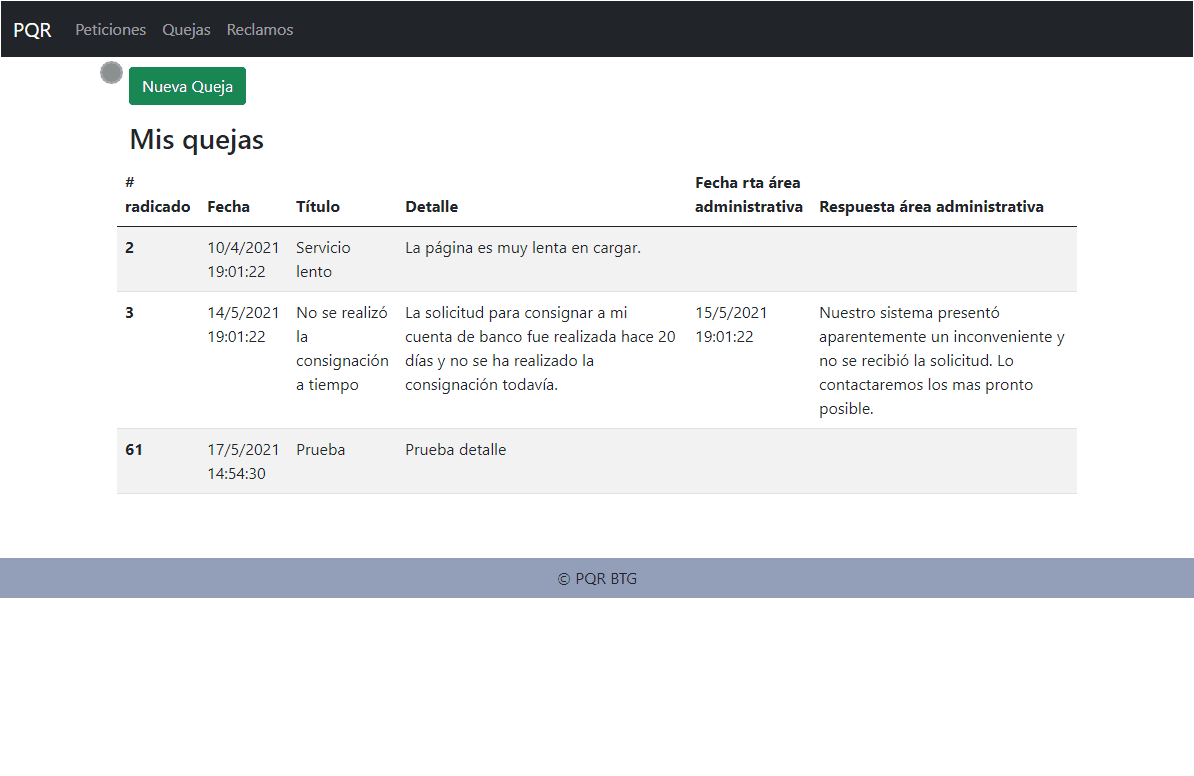 PQR Peticiones Quejas Reclamos
Nueva Queja
Mis quejas
# Fecha rta área
radicado Fecha Título Detalle administrativa Respuesta área administrativa
2 10/4/2021 Servicio La página es muy lenta en cargar.
19:01:22 lento
3 14/5/2021 No se realizó La solicitud para consignar a mi 15/5/2021 Nuestro sistema presentó
19:01:22 la cuenta de banco fue realizada hace 20 19:01:22 aparentemente un inconveniente y
consignación días y no se ha realizado la no se recibió la solicitud. Lo
a tiempo consignación todavía. contactaremos los mas pronto
posible.
61 17/5/2021 Prueba Prueba detalle
14:54:30
© PQR BTG